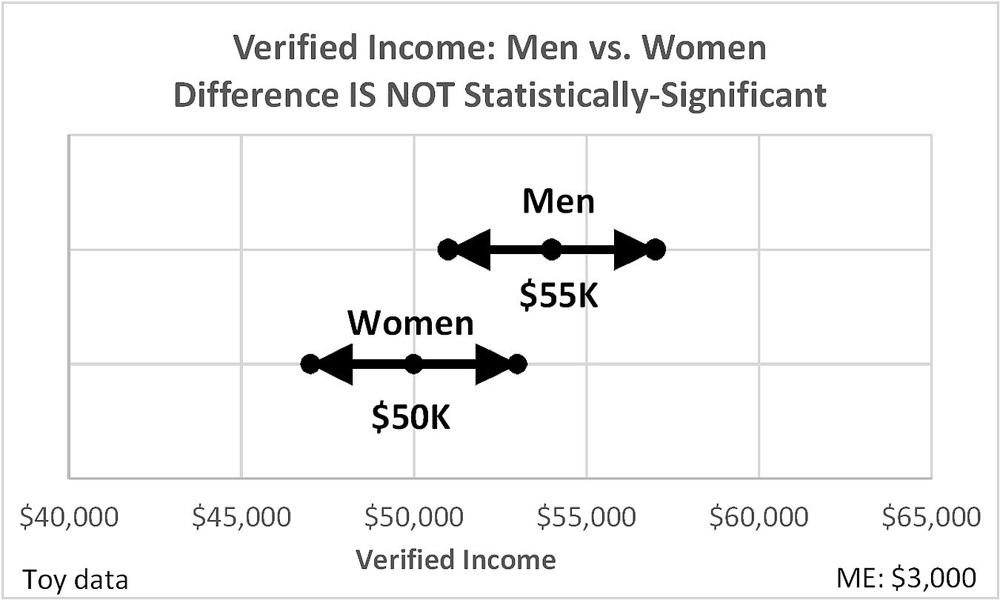 Verified Income: Men vs. Women
Difference IS NOT Statistically-Significant
Men
$55K
Women
$50K
$40,000 $45,000 $50,000 $55,000 $60,000 $65,000
Verified Income
Toy data
ME: $3,000